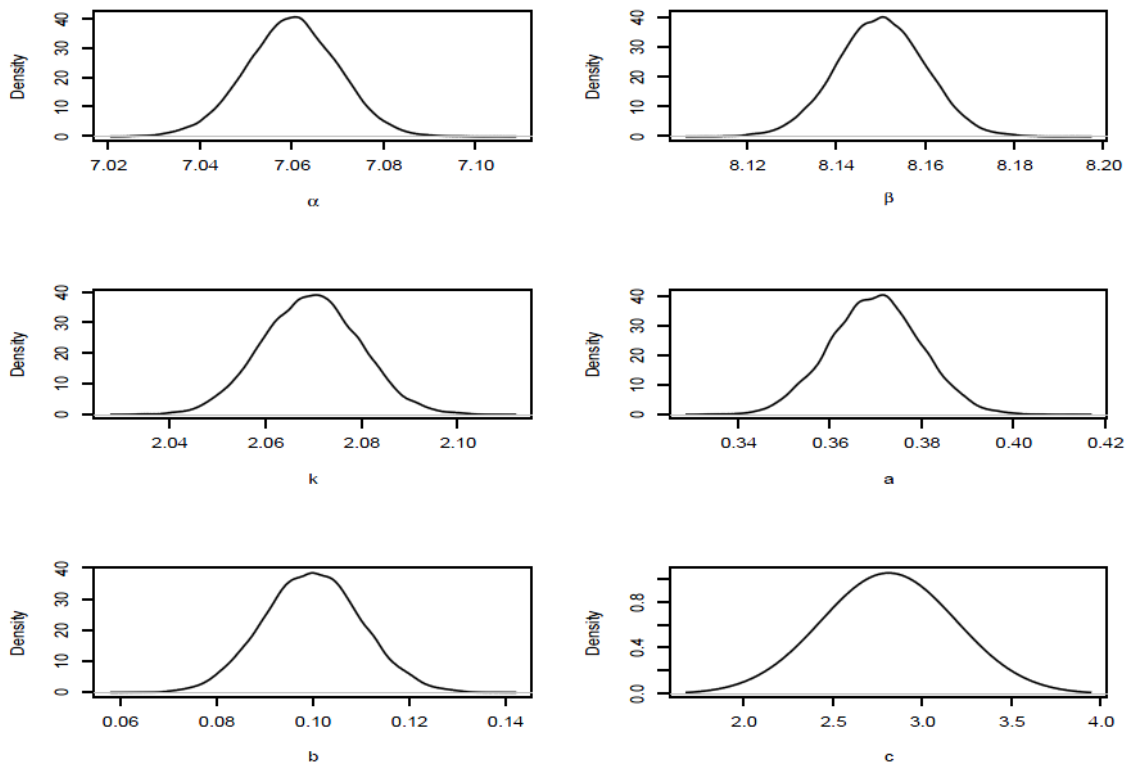 Density
0 10 20 30 40
7.02 7.04 7.06 7.08 7.10
α
Density
0 10 20 30 40
8.12 8.14 8.16 8.18 8.20
β
Density
0 10 20 30 40
2.04 2.06 2.08 2.10
k
Density
0 10 20 30 40
0.34 0.36 0.38 0.40 0.42
a
Density
0 10 20 30 40
0.06 0.08 0.10 0.12 0.14
b
Density
0.0 0.4 0.8
2.0 2.5 3.0 3.5 4.0
c